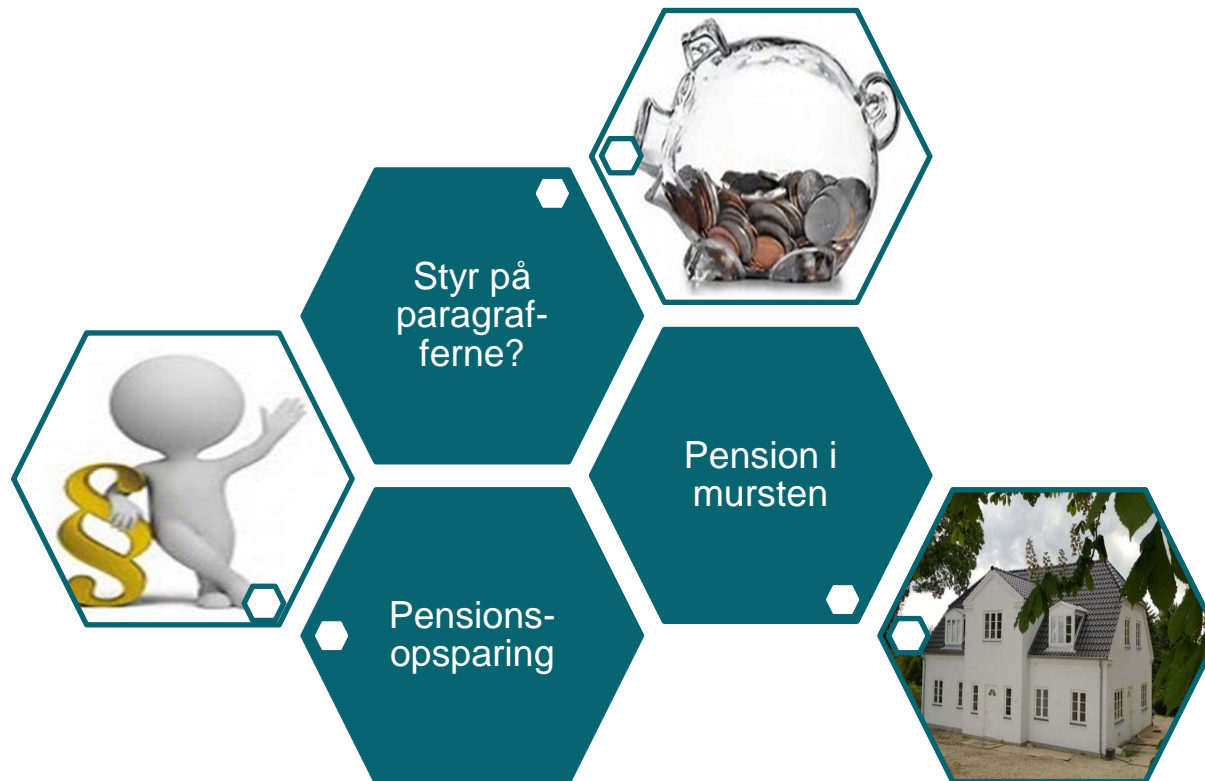 Styr på
paragraf-
ferne?
Pension i
mursten
Pensions-
opsparing